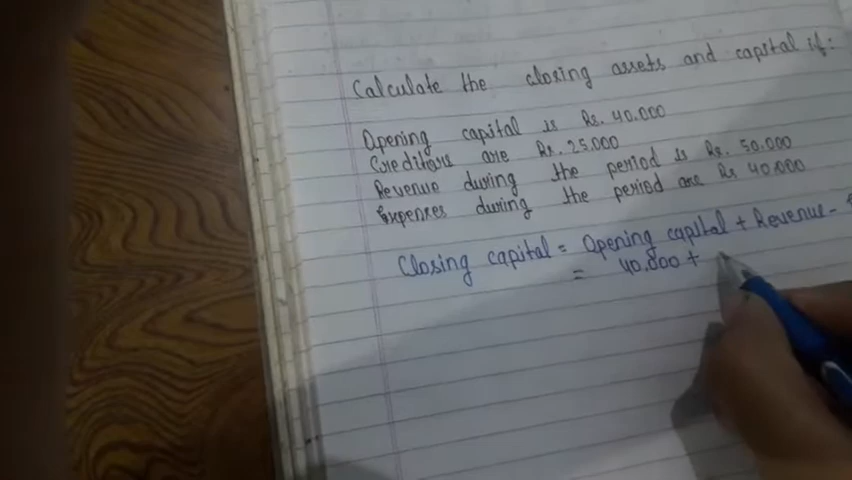 Calculate the closing assets and capital if:
Opening capital is Rs. 40.000
Creditors are Rs. 25.000
Revenue during the period is Rs. 50.000
Expenses during the period are Rs 40.000
Closing capital = Opening capital + Revenue -
= 40.000 +